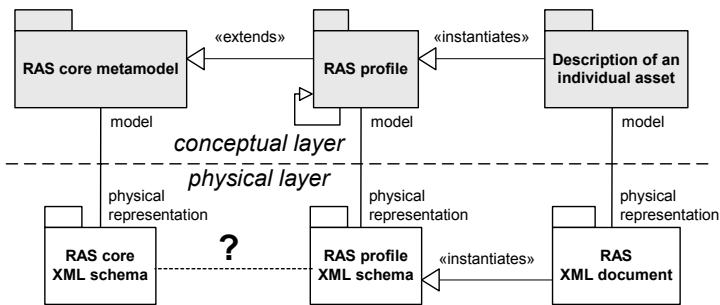 «extends»
«instantiates»
RAS core metamodel
RAS profile
Description of an
individual asset
model
model
model
conceptual layer
physical layer
physical
representation
physical
representation
physical
representation
RAS core
XML schema
?
RAS profile
XML schema
«instantiates»
RAS
XML document